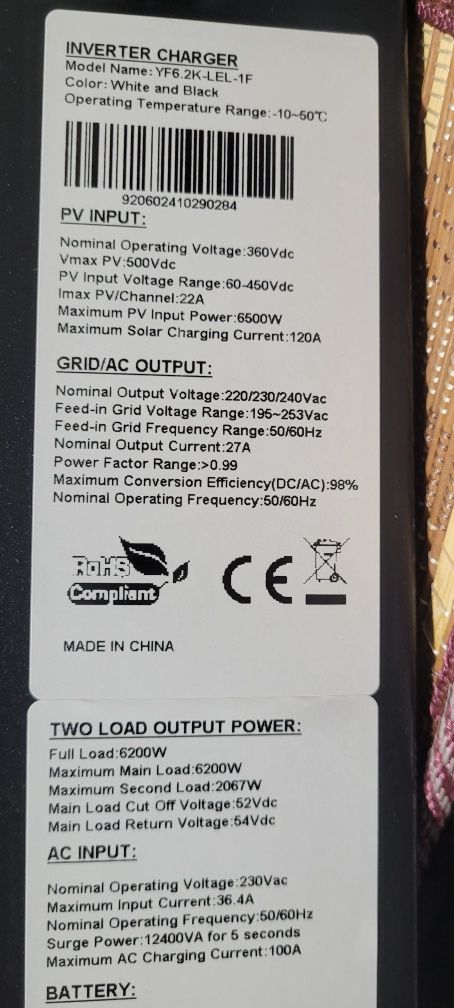 INVERTER CHARGER
Model Name: YF6.2K-LEL-1F
Color: White and Black
Operating Temperature Range:-10~50℃
920602410290284
PV INPUT:
Nominal Operating Voltage:360Vdc
Vmax PV:500Vdc
PV Input Voltage Range:60-450Vdc
Imax PV/Channel:22A
Maximum PV Input Power:6500W
Maximum Solar Charging Current:120A
GRID/AC OUTPUT:
Nominal Output Voltage:220/230/240Vac
Feed-in Grid Voltage Range:195~253Vac
Feed-in Grid Frequency Range:50/60Hz
Nominal Output Current:27A
Power Factor Range:>0.99
Maximum Conversion Efficiency(DC/AC):98%
Nominal Operating Frequency:50/60Hz
RoHS
Compliant
CE
MADE IN CHINA
TWO LOAD OUTPUT POWER:
Full Load:6200W
Maximum Main Load:6200W
Maximum Second Load:2067W
Main Load Cut Off Voltage:52Vdc
Main Load Return Voltage:54Vdc
AC INPUT:
Nominal Operating Voltage:230Vac
Maximum Input Current:36.4A
Nominal Operating Frequency:50/60Hz
Surge Power:12400VA for 5 seconds
Maximum AC Charging Current:100A
BATTERY: